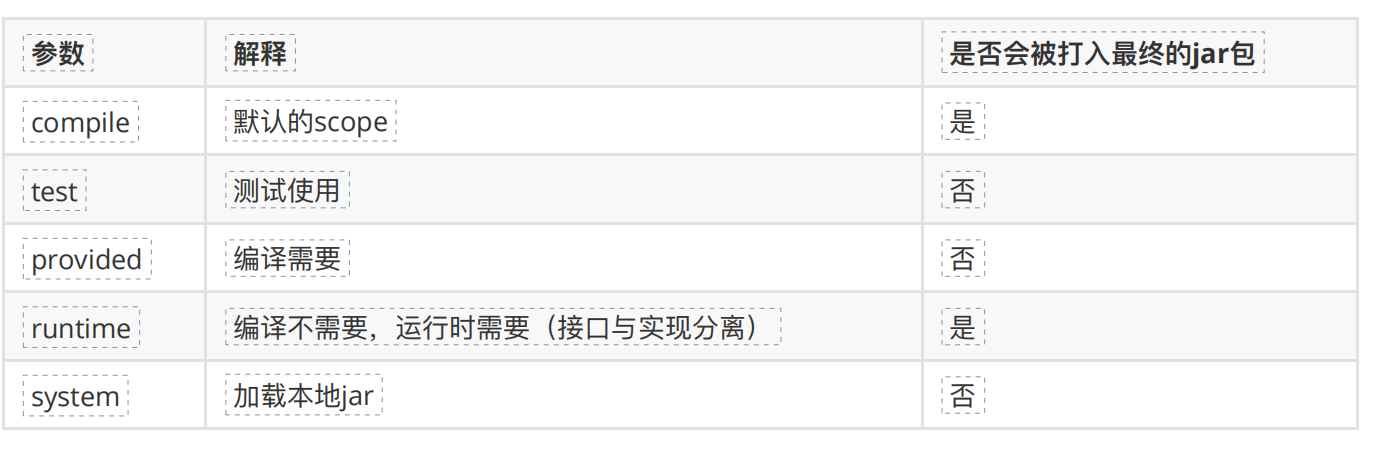 参数 解释 是否会被打入最终的jar包
compile 默认的scope 是
test 测试使用 否
provided 编译需要 否
runtime 编译不需要，运行时需要（接口与实现分离） 是
system 加载本地jar 否